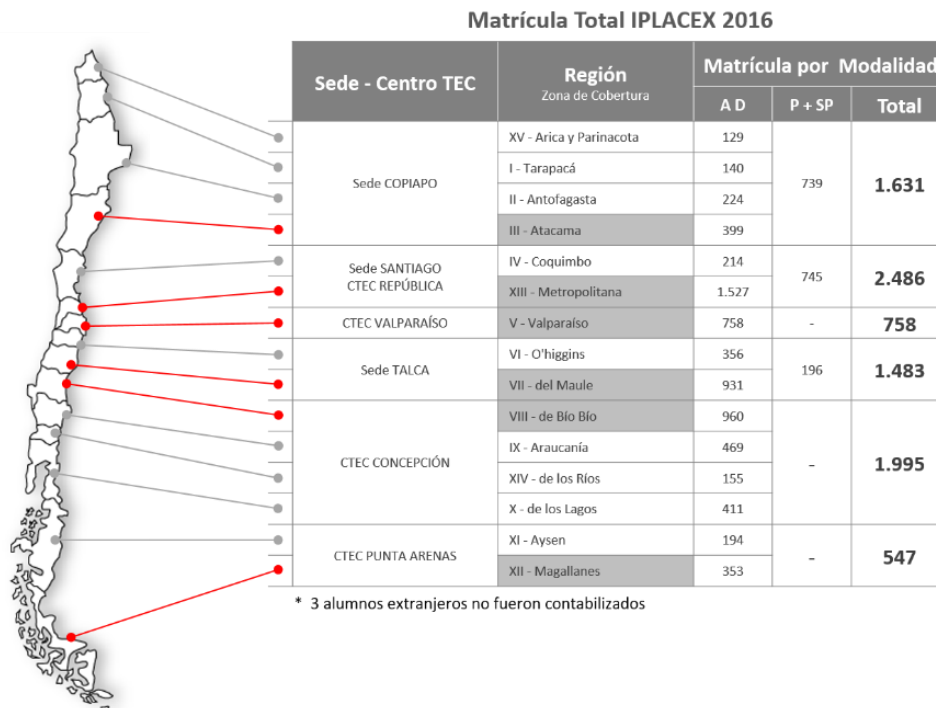 Matrícula Total IPLACEX 2016
Sede - Centro TEC
Región
Zona de Cobertura
Matrícula por Modalidad
A D
P + SP
Total
Sede COPIAPO
XV - Arica y Parinacota
129
I - Tarapacá
140
II - Antofagasta
224
III - Atacama
399
739
1.631
Sede SANTIAGO
CTEC REPÚBLICA
IV - Coquimbo
214
XIII - Metropolitana
1.527
745
2.486
CTEC VALPARAÍSO
V - Valparaíso
758
-
758
Sede TALCA
VI - O'higgins
356
VII - del Maule
931
196
1.483
CTEC CONCEPCIÓN
VIII - de Bío Bío
960
IX - Araucanía
469
XIV - de los Ríos
155
X - de los Lagos
411
-
1.995
CTEC PUNTA ARENAS
XI - Aysen
194
XII - Magallanes
353
-
547
* 3 alumnos extranjeros no fueron contabilizados